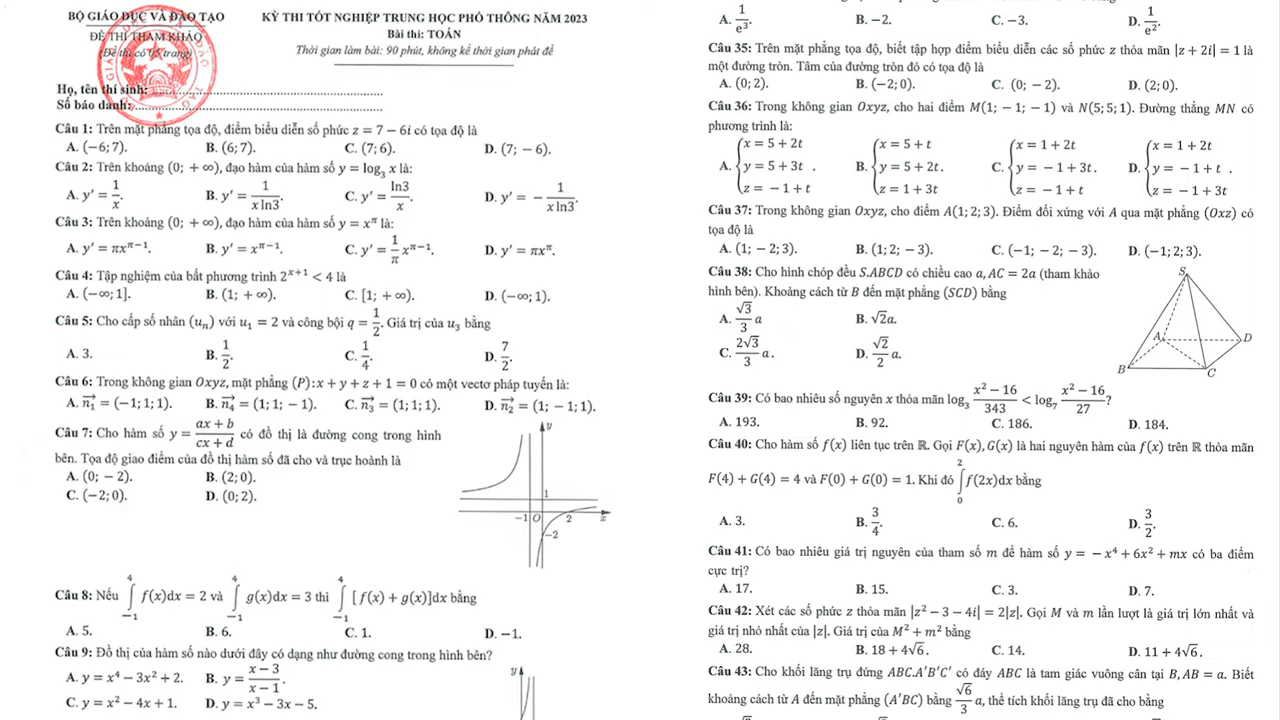 BỘ GIÁO DỤC VÀ ĐÀO TẠO
ĐỀ THI THAM KHẢO
(Đề thi có 05 trang)
KỲ THI TỐT NGHIỆP TRUNG HỌC PHỔ THÔNG NĂM 2023
Bài thi: TOÁN
Thời gian làm bài: 90 phút, không kể thời gian phát đề
Họ, tên thí sinh:
Số báo danh:
Câu 1: Trên mặt phẳng tọa độ, điểm biểu diễn số phức z = 7 − 6i có tọa độ là
A. (−6; 7). B. (6; 7). C. (7; 6). D. (7; −6).
Câu 2: Trên khoảng (0; +∞), đạo hàm của hàm số y = log₃ x là:
A. y′ = 1/x. B. y′ = 1/(x ln3). C. y′ = ln3/x. D. y′ = −1/(x ln3).
Câu 3: Trên khoảng (0; +∞), đạo hàm của hàm số y = x^π là:
A. y′ = πx^(π−1). B. y′ = x^(π−1). C. y′ = 1/π x^(π−1). D. y′ = πx^π.
Câu 4: Tập nghiệm của bất phương trình 2^(x+1) < 4 là
A. (−∞; 1]. B. (1; +∞). C. [1; +∞). D. (−∞; 1).
Câu 5: Cho cấp số nhân (uₙ) với u₁ = 2 và công bội q = 1/2. Giá trị của u₃ bằng
A. 3. B. 1/2. C. 1/4. D. 7/2.
Câu 6: Trong không gian Oxyz, mặt phẳng (P): x + y + z + 1 = 0 có một vectơ pháp tuyến là:
A. n₁⃗ = (−1; 1; 1). B. n₄⃗ = (1; 1; −1). C. n₃⃗ = (1; 1; 1). D. n₂⃗ = (1; −1; 1).
Câu 7: Cho hàm số y = (ax + b)/(cx + d) có đồ thị là đường cong trong hình
bên. Tọa độ giao điểm của đồ thị hàm số đã cho và trục hoành là
A. (0; −2). B. (2; 0).
C. (−2; 0). D. (0; 2).
y
1
−1 O 2 x
−2
Câu 8: Nếu ∫₋₁⁴ f(x)dx = 2 và ∫₋₁⁴ g(x)dx = 3 thì ∫₋₁⁴ [f(x) + g(x)]dx bằng
A. 5. B. 6. C. 1. D. −1.
Câu 9: Đồ thị của hàm số nào dưới đây có dạng như đường cong trong hình bên?
A. y = x⁴ − 3x² + 2. B. y = (x − 3)/(x − 1).
C. y = x² − 4x + 1. D. y = x³ − 3x − 5.
y
A. 1/e³. B. −2. C. −3. D. 1/e².
Câu 35: Trên mặt phẳng tọa độ, biết tập hợp điểm biểu diễn các số phức z thỏa mãn |z + 2i| = 1 là
một đường tròn. Tâm của đường tròn đó có tọa độ là
A. (0; 2). B. (−2; 0). C. (0; −2). D. (2; 0).
Câu 36: Trong không gian Oxyz, cho hai điểm M(1; −1; −1) và N(5; 5; 1). Đường thẳng MN có
phương trình là:
A. {x = 5 + 2t B. {x = 5 + t C. {x = 1 + 2t D. {x = 1 + 2t
y = 5 + 3t . y = 5 + 2t. y = −1 + 3t. y = −1 + t .
z = −1 + t z = 1 + 3t z = −1 + t z = −1 + 3t
Câu 37: Trong không gian Oxyz, cho điểm A(1; 2; 3). Điểm đối xứng với A qua mặt phẳng (Oxz) có
tọa độ là
A. (1; −2; 3). B. (1; 2; −3). C. (−1; −2; −3). D. (−1; 2; 3).
Câu 38: Cho hình chóp đều S.ABCD có chiều cao a, AC = 2a (tham khảo
hình bên). Khoảng cách từ B đến mặt phẳng (SCD) bằng
A. √3/3 a B. √2a.
C. 2√3/3 a . D. √2/2 a.
S
A D
B C
Câu 39: Có bao nhiêu số nguyên x thỏa mãn log₃ (x² − 16)/343 < log₇ (x² − 16)/27?
A. 193. B. 92. C. 186. D. 184.
Câu 40: Cho hàm số f(x) liên tục trên ℝ. Gọi F(x), G(x) là hai nguyên hàm của f(x) trên ℝ thỏa mãn
F(4) + G(4) = 4 và F(0) + G(0) = 1. Khi đó ∫₀² f(2x)dx bằng
A. 3. B. 3/4. C. 6. D. 3/2.
Câu 41: Có bao nhiêu giá trị nguyên của tham số m để hàm số y = −x⁴ + 6x² + mx có ba điểm
cực trị?
A. 17. B. 15. C. 3. D. 7.
Câu 42: Xét các số phức z thỏa mãn |z² − 3 − 4i| = 2|z|. Gọi M và m lần lượt là giá trị lớn nhất và
giá trị nhỏ nhất của |z|. Giá trị của M² + m² bằng
A. 28. B. 18 + 4√6. C. 14. D. 11 + 4√6.
Câu 43: Cho khối lăng trụ đứng ABC.A′B′C′ có đáy ABC là tam giác vuông cân tại B, AB = a. Biết
khoảng cách từ A đến mặt phẳng (A′BC) bằng √6/3 a, thể tích khối lăng trụ đã cho bằng